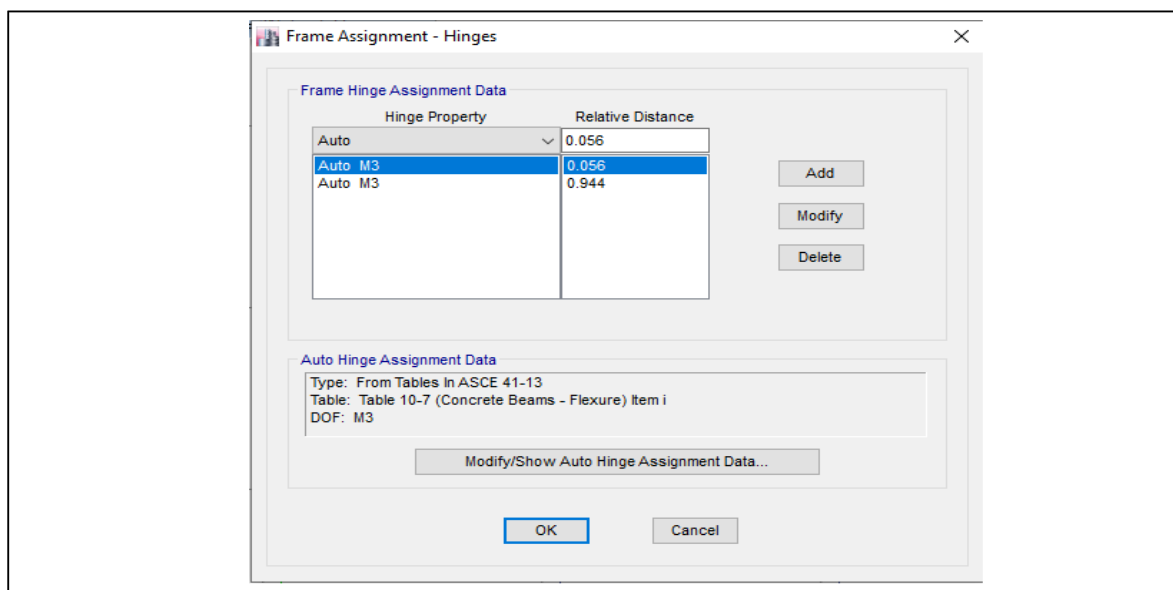 Frame Assignment - Hinges
Frame Hinge Assignment Data
Hinge Property Relative Distance
Auto 0.056
Auto M3 0.056
Auto M3 0.944
Add
Modify
Delete
Auto Hinge Assignment Data
Type: From Tables In ASCE 41-13
Table: Table 10-7 (Concrete Beams - Flexure) Item i
DOF: M3
Modify/Show Auto Hinge Assignment Data...
OK Cancel